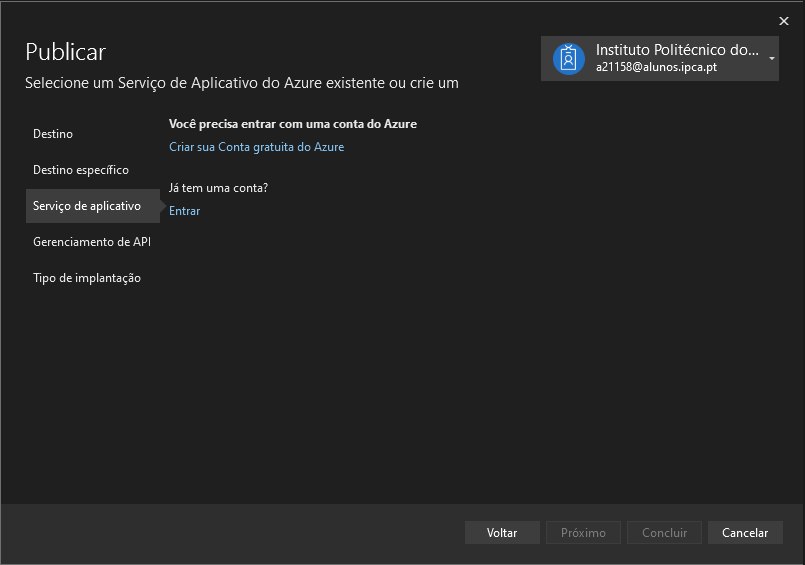 Publicar
Selecione um Serviço de Aplicativo do Azure existente ou crie um
Instituto Politécnico do...
a21158@alunos.ipca.pt
Destino
Destino específico
Serviço de aplicativo
Gerenciamento de API
Tipo de implantação
Você precisa entrar com uma conta do Azure
Criar sua Conta gratuita do Azure
Já tem uma conta?
Entrar
Voltar
Próximo
Concluir
Cancelar